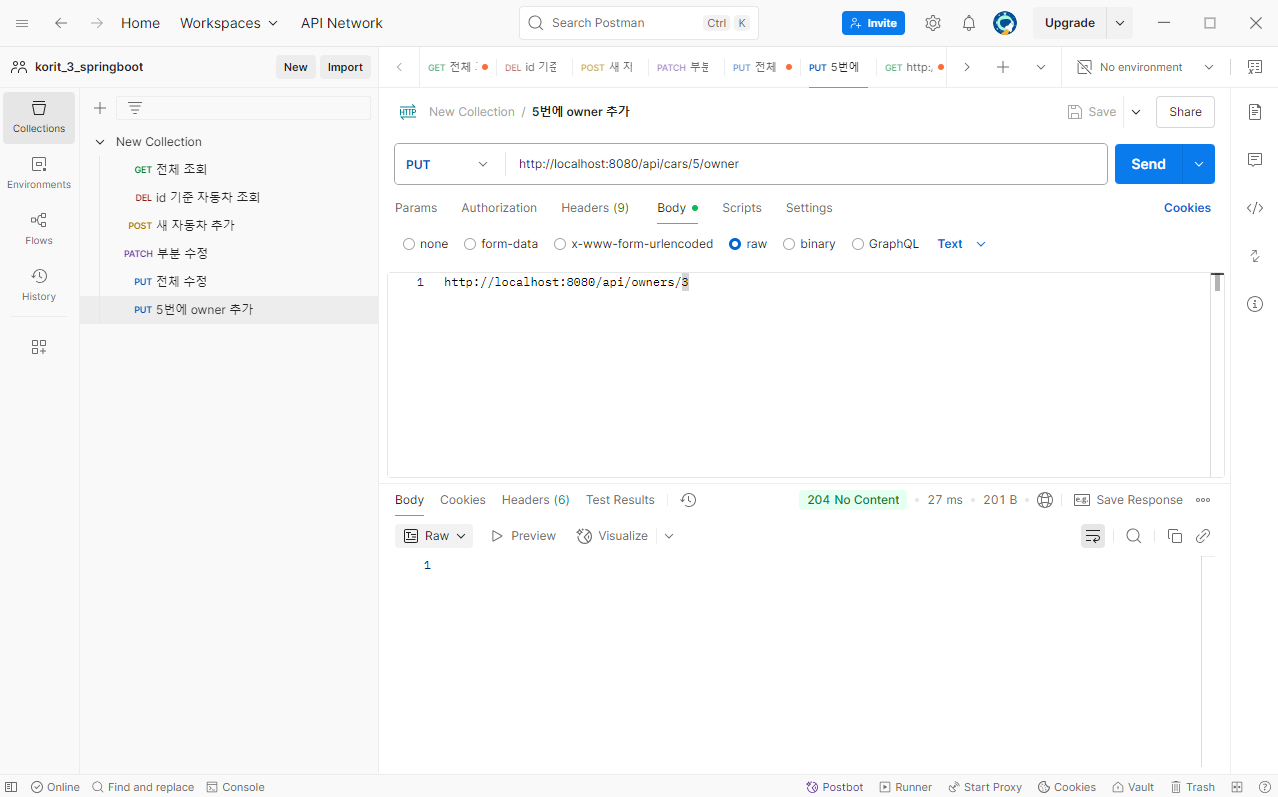 Home Workspaces API Network Search Postman Ctrl K Invite Upgrade
korit_3_springboot New Import GET 전체 DEL id 기준 POST 새 자 PATCH 부분 PUT 전체 PUT 5번에 GET http:/ No environment
Collections
Environments
Flows
History
New Collection
GET 전체 조회
DEL id 기준 자동차 조회
POST 새 자동차 추가
PATCH 부분 수정
PUT 전체 수정
PUT 5번에 owner 추가
HTTP New Collection / 5번에 owner 추가 Save Share
PUT http://localhost:8080/api/cars/5/owner Send
Params Authorization Headers (9) Body Scripts Settings Cookies
none form-data x-www-form-urlencoded raw binary GraphQL Text
1 http://localhost:8080/api/owners/3
Body Cookies Headers (6) Test Results 204 No Content 27 ms 201 B e.g. Save Response
Raw Preview Visualize
1
Online Find and replace Console Postbot Runner Start Proxy Cookies Vault Trash